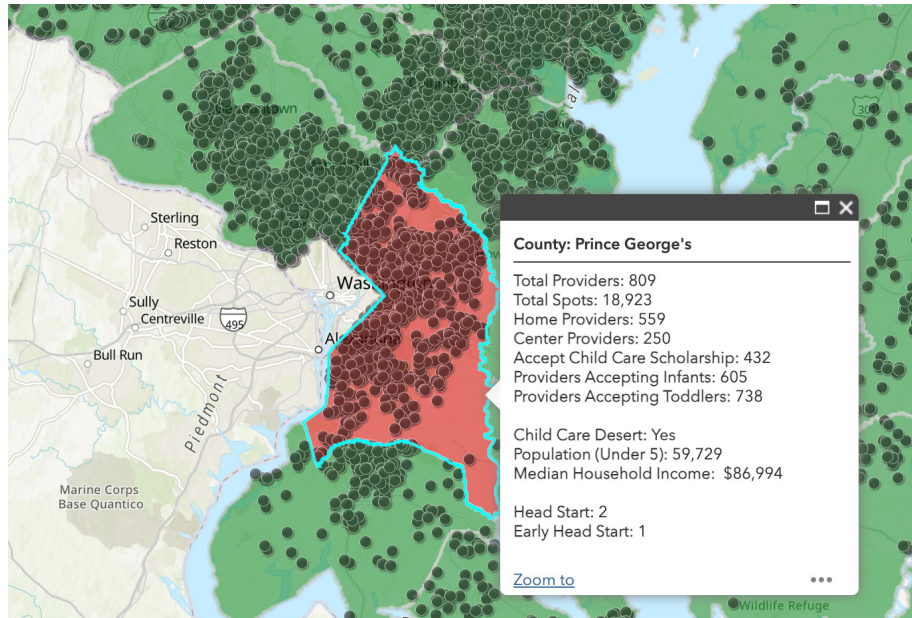 Sterling
Reston
Sully
Centreville
495
Bull Run
Piedmont
Marine Corps
Base Quantico
301
County: Prince George's
Total Providers: 809
Total Spots: 18,923
Home Providers: 559
Center Providers: 250
Accept Child Care Scholarship: 432
Providers Accepting Infants: 605
Providers Accepting Toddlers: 738
Child Care Desert: Yes
Population (Under 5): 59,729
Median Household Income: $86,994
Head Start: 2
Early Head Start: 1
Zoom to
Wildlife Refuge